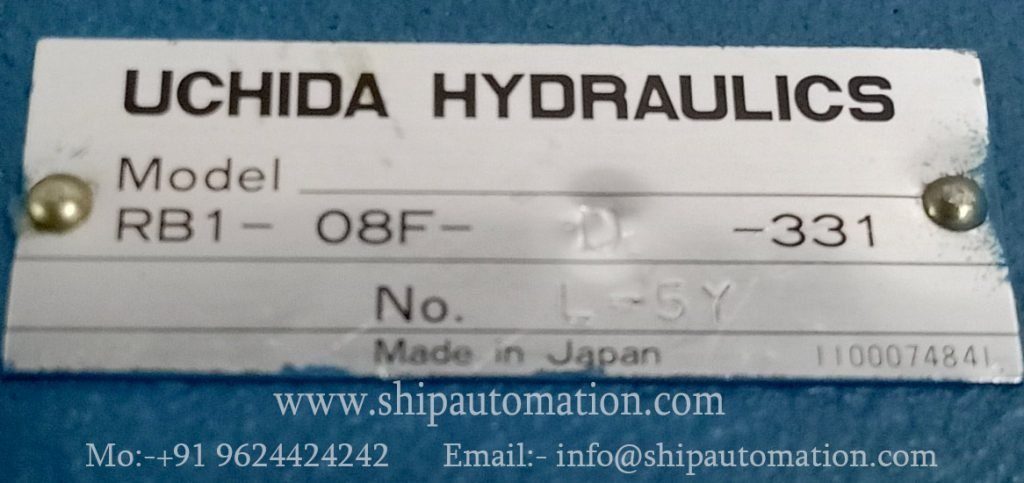 UCHIDA HYDRAULICS
Model
RB1- 08F- D -331
No. L-5Y
Made in Japan 1100074841
www.shipautomation.com
Mo:-+91 9624424242 Email:- info@shipautomation.com